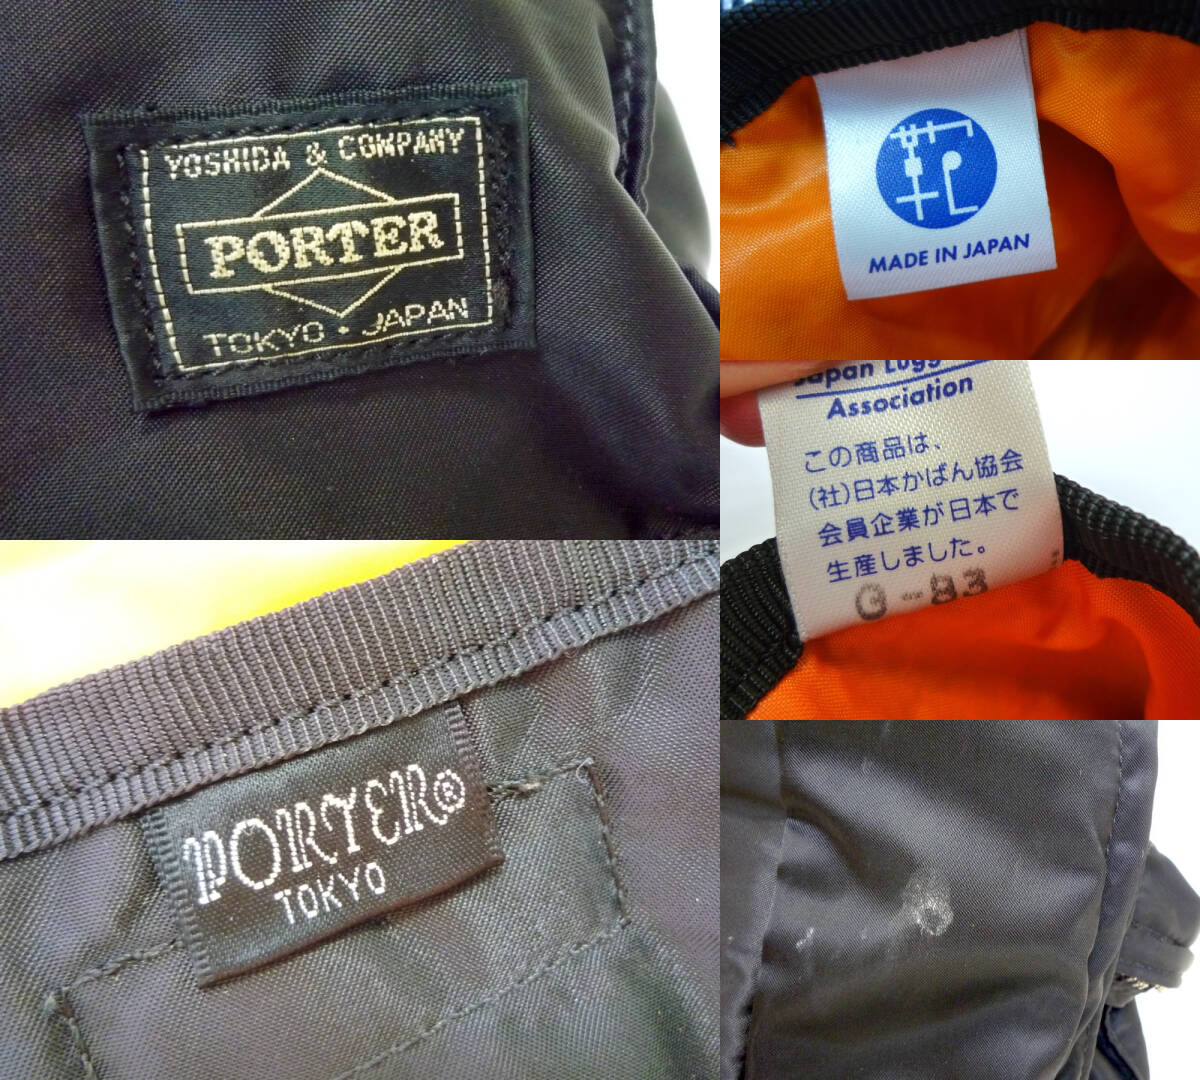 YOSHIDA & COMPANY
PORTER
TOKYO・JAPAN
MADE IN JAPAN
Japan
Association
この商品は、
(社)日本かばん協会
会員企業が日本で
生産しました。
G-83
PORTER®
TOKYO